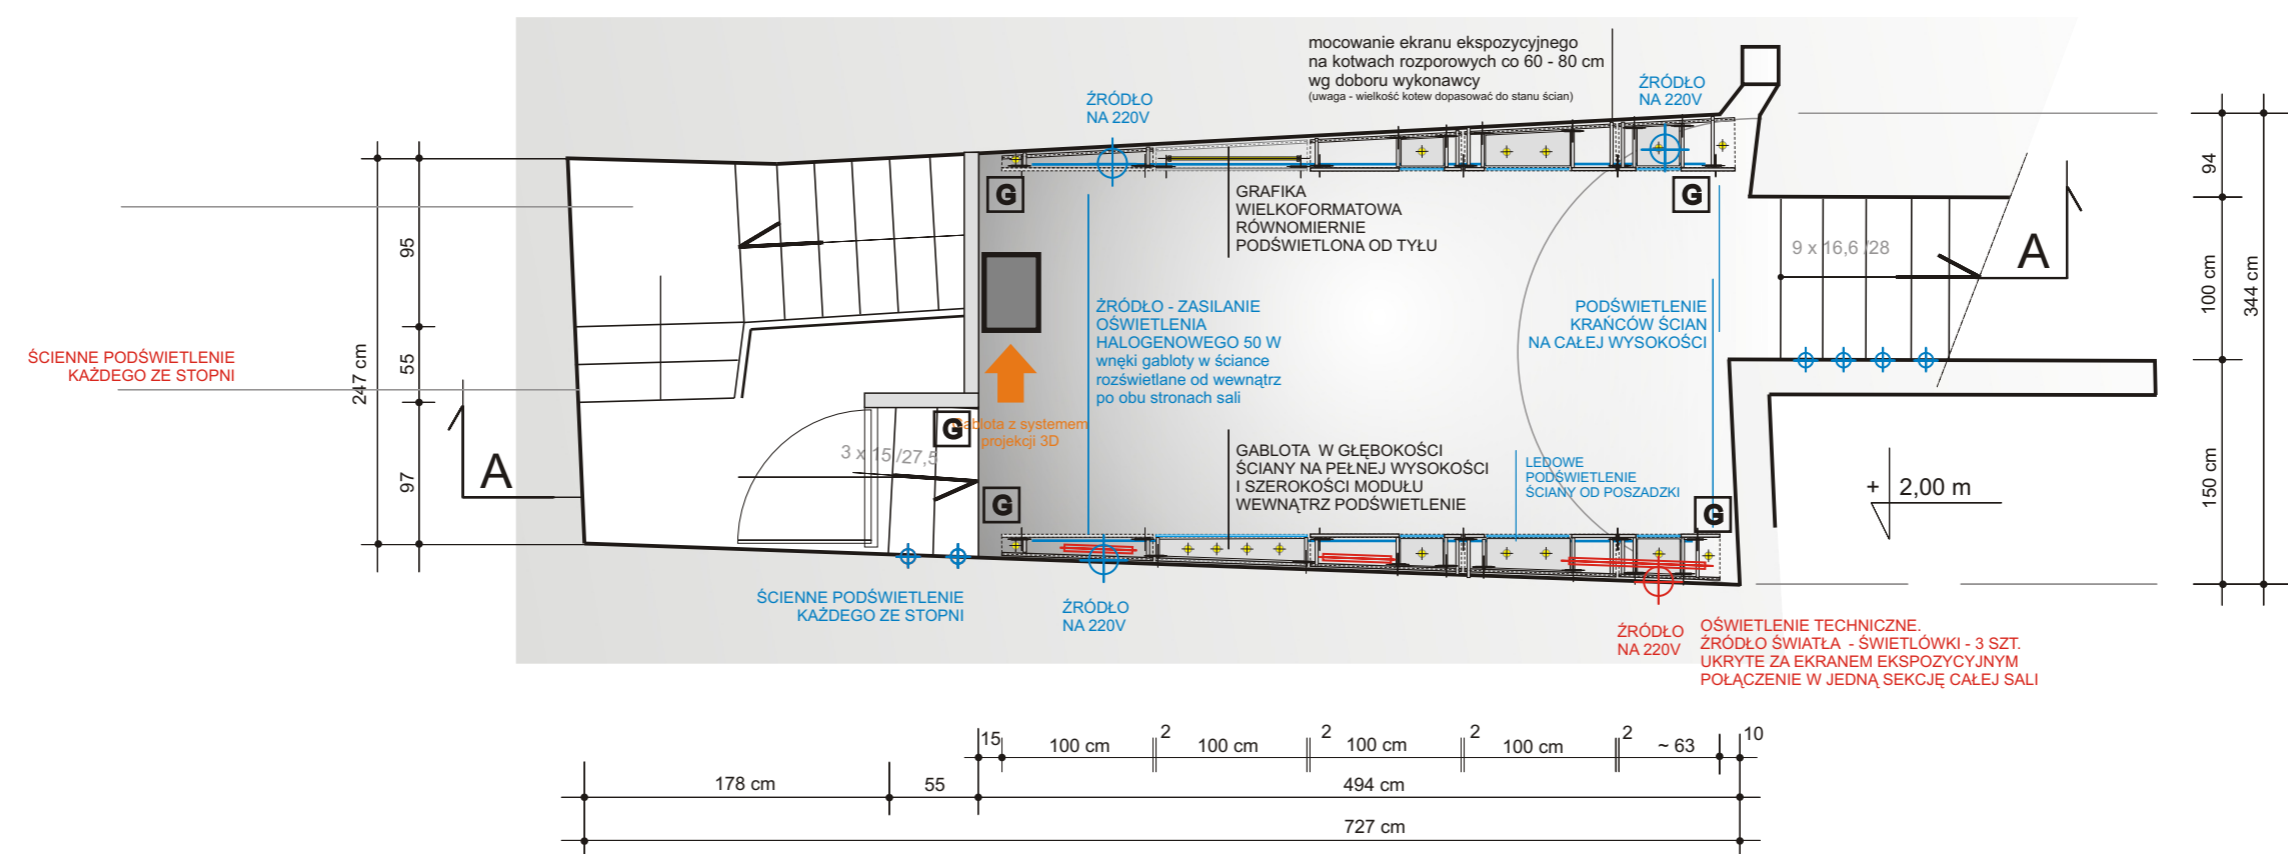 mocowanie ekranu ekspozycyjnego
na kotwach rozporowych co 60 - 80 cm
wg doboru wykonawcy
(uwaga - wielkość kotew dopasować do stanu ścian)
ŹRÓDŁO
NA 220V
ŹRÓDŁO
NA 220V
G
G
GRAFIKA
WIELKOFORMATOWA
RÓWNOMIERNIE
PODŚWIETLONA OD TYŁU
94
95
9 x 16,6 /28
A
100 cm
344 cm
ŹRÓDŁO - ZASILANIE
OŚWIETLENIA
HALOGENOWEGO 50 W
wnęki gabloty w ściance
rozświetlane od wewnątrz
po obu stronach sali
PODŚWIETLENIE
KRAŃCÓW ŚCIAN
NA CAŁEJ WYSOKOŚCI
ŚCIENNE PODŚWIETLENIE
KAŻDEGO ZE STOPNI
247 cm
55
Gablota z systemem
projekcji 3D
G
3 x 15 /27,5
A
97
GABLOTA W GŁĘBOKOŚCI
ŚCIANY NA PEŁNEJ WYSOKOŚCI
I SZEROKOŚCI MODUŁU
WEWNĄTRZ PODŚWIETLENIE
LEDOWE
PODŚWIETLENIE
ŚCIANY OD POSZADZKI
G
G
+ 2,00 m
150 cm
ŚCIENNE PODŚWIETLENIE
KAŻDEGO ZE STOPNI
ŹRÓDŁO
NA 220V
ŹRÓDŁO
NA 220V
OŚWIETLENIE TECHNICZNE.
ŹRÓDŁO ŚWIATŁA - ŚWIETLÓWKI - 3 SZT.
UKRYTE ZA EKRANEM EKSPOZYCYJNYM
POŁĄCZENIE W JEDNĄ SEKCJĘ CAŁEJ SALI
15 100 cm 2 100 cm 2 100 cm 2 100 cm 2 ~ 63 10
178 cm 55 494 cm
727 cm